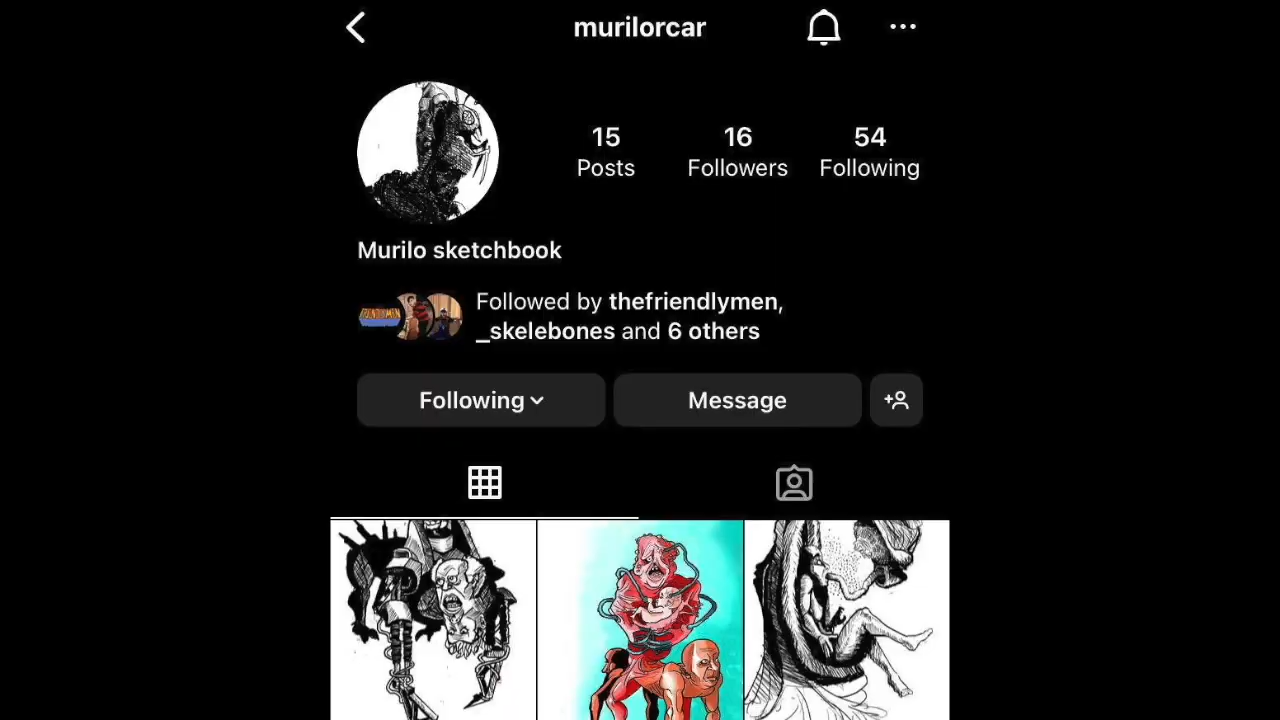 murilorcar
15 16 54
Posts Followers Following
Murilo sketchbook
Followed by thefriendlymen,
_skelebones and 6 others
Following Message